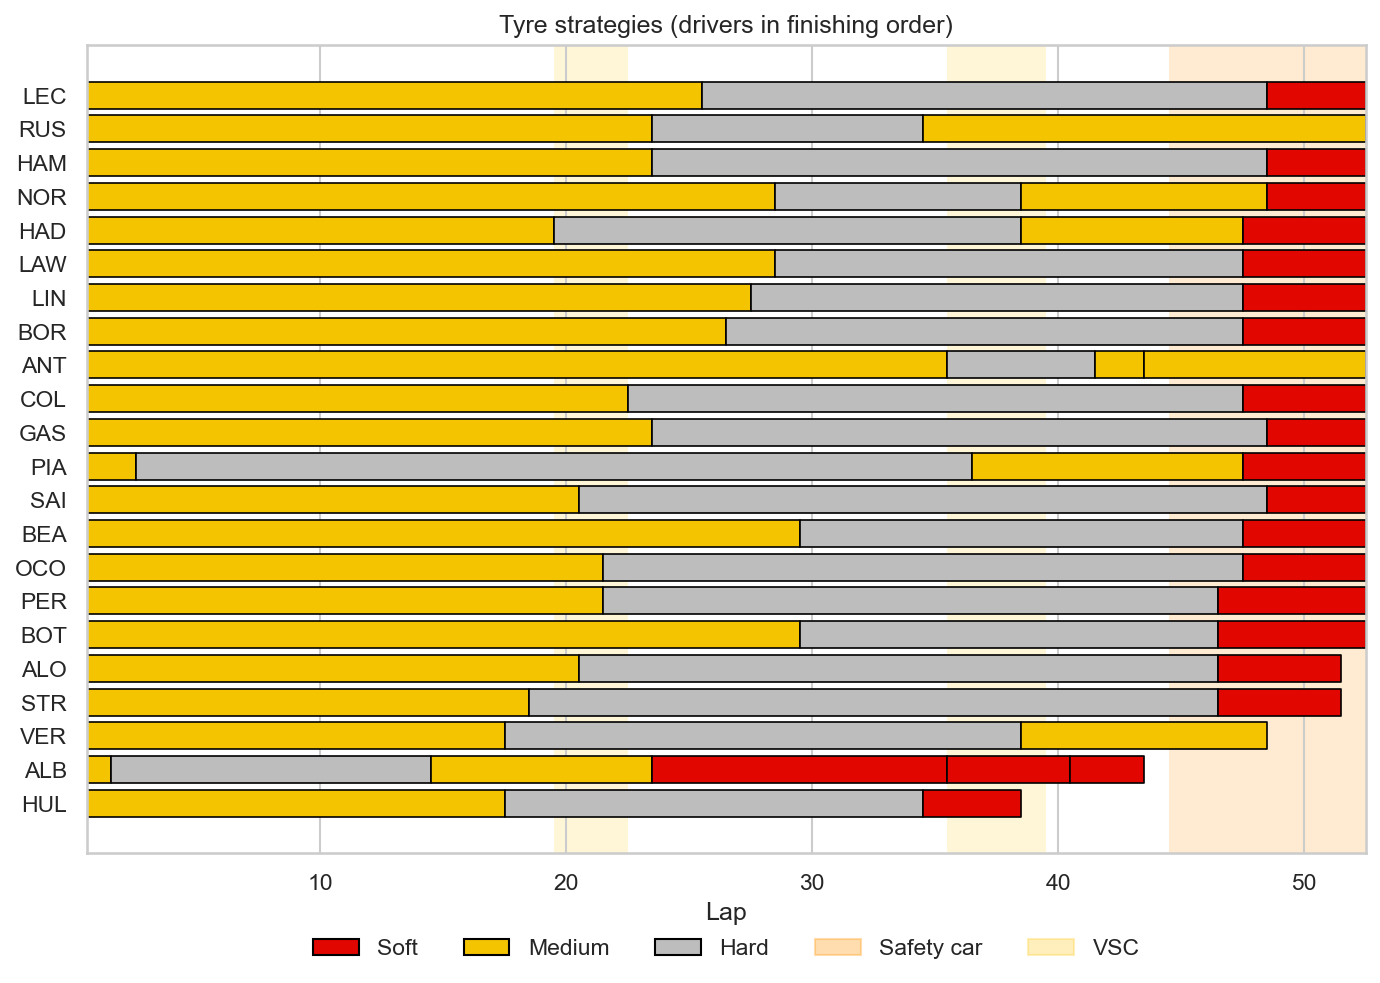 Tyre strategies (drivers in finishing order)
LEC
RUS
HAM
NOR
HAD
LAW
LIN
BOR
ANT
COL
GAS
PIA
SAI
BEA
OCO
PER
BOT
ALO
STR
VER
ALB
HUL
10 20 30 40 50
Lap
Soft Medium Hard Safety car VSC